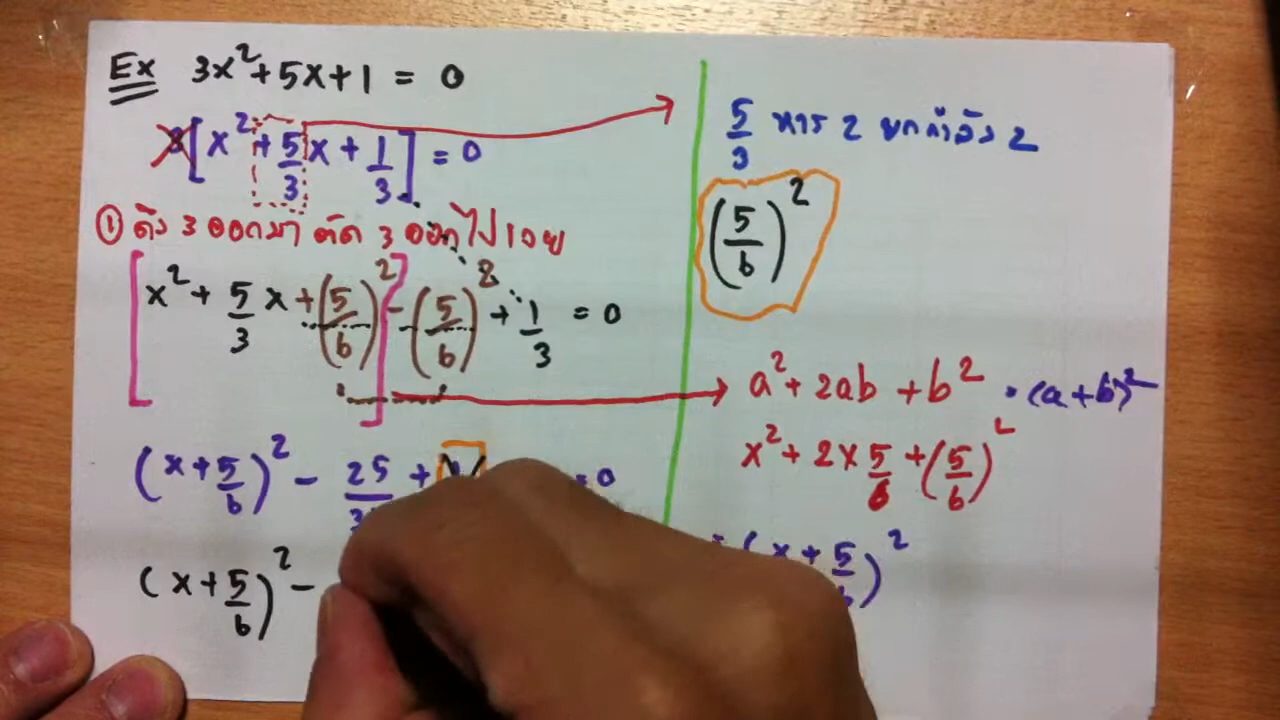 Ex 3x² + 5x + 1 = 0
3[x² + 5/3 x + 1/3] = 0
① ดึง 3 ออกมา ตัด 3 ออกไปเลย
[x² + 5/3 x + (5/6)²] - (5/6)² + 1/3 = 0
(x + 5/6)² - 25/ + = 0
(x + 5/6)² -
5/3 หาร 2 ยกกำลัง 2
(5/6)²
a² + 2ab + b² = (a+b)²
x² + 2x 5/6 + (5/6)²
= (x + 5/6)²